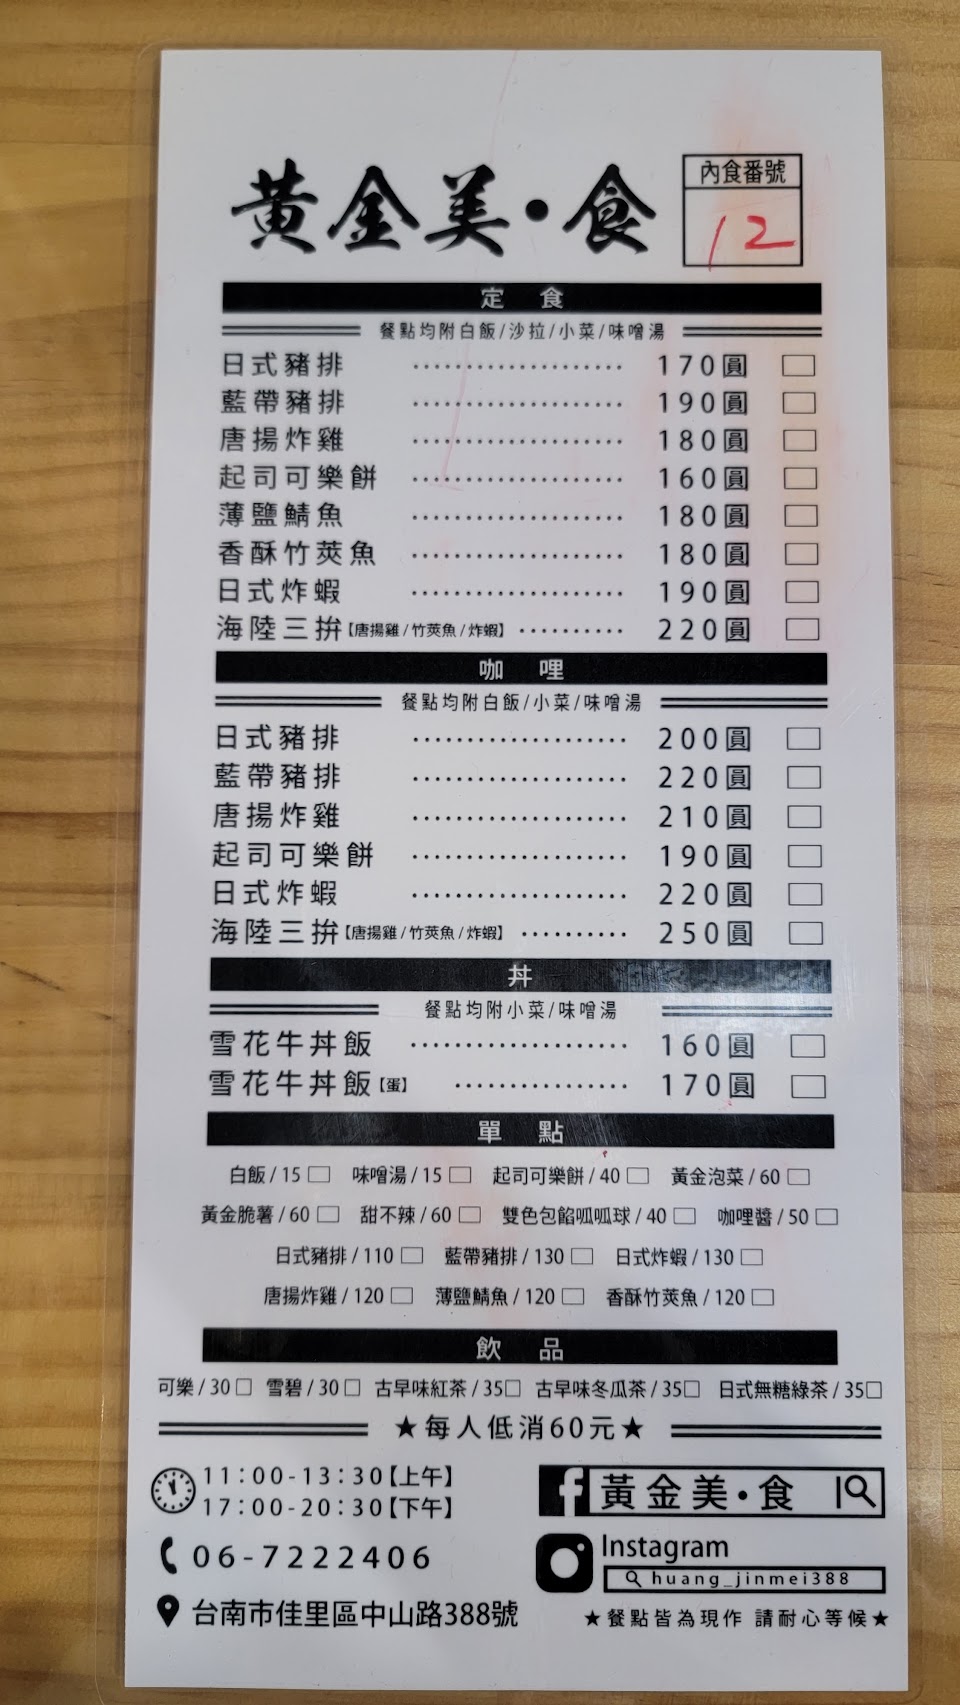 黃金美·食
內食番號
12
定食
餐點均附白飯/沙拉/小菜/味噌湯
日式豬排 ···················· 170圓 □
藍帶豬排 ···················· 190圓 □
唐揚炸雞 ···················· 180圓 □
起司可樂餅 ···················· 160圓 □
薄鹽鯖魚 ···················· 180圓 □
香酥竹莢魚 ···················· 180圓 □
日式炸蝦 ···················· 190圓 □
海陸三拚【唐揚雞/竹莢魚/炸蝦】 ·········· 220圓 □
咖哩
餐點均附白飯/小菜/味噌湯
日式豬排 ···················· 200圓 □
藍帶豬排 ···················· 220圓 □
唐揚炸雞 ···················· 210圓 □
起司可樂餅 ···················· 190圓 □
日式炸蝦 ···················· 220圓 □
海陸三拚【唐揚雞/竹莢魚/炸蝦】 ·········· 250圓 □
丼
餐點均附小菜/味噌湯
雪花牛丼飯 ···················· 160圓 □
雪花牛丼飯【蛋】 ················ 170圓 □
單點
白飯/15 □ 味噌湯/15 □ 起司可樂餅/40 □ 黃金泡菜/60 □
黃金脆薯/60 □ 甜不辣/60 □ 雙色包餡呱呱球/40 □ 咖哩醬/50 □
日式豬排/110 □ 藍帶豬排/130 □ 日式炸蝦/130 □
唐揚炸雞/120 □ 薄鹽鯖魚/120 □ 香酥竹莢魚/120 □
飲品
可樂/30□ 雪碧/30□ 古早味紅茶/35□ 古早味冬瓜茶/35□ 日式無糖綠茶/35□
★每人低消60元★
11:00-13:30【上午】
17:00-20:30【下午】
06-7222406
台南市佳里區中山路388號
f 黃金美·食
Instagram
huang_jinmei388
★餐點皆為現作 請耐心等候★